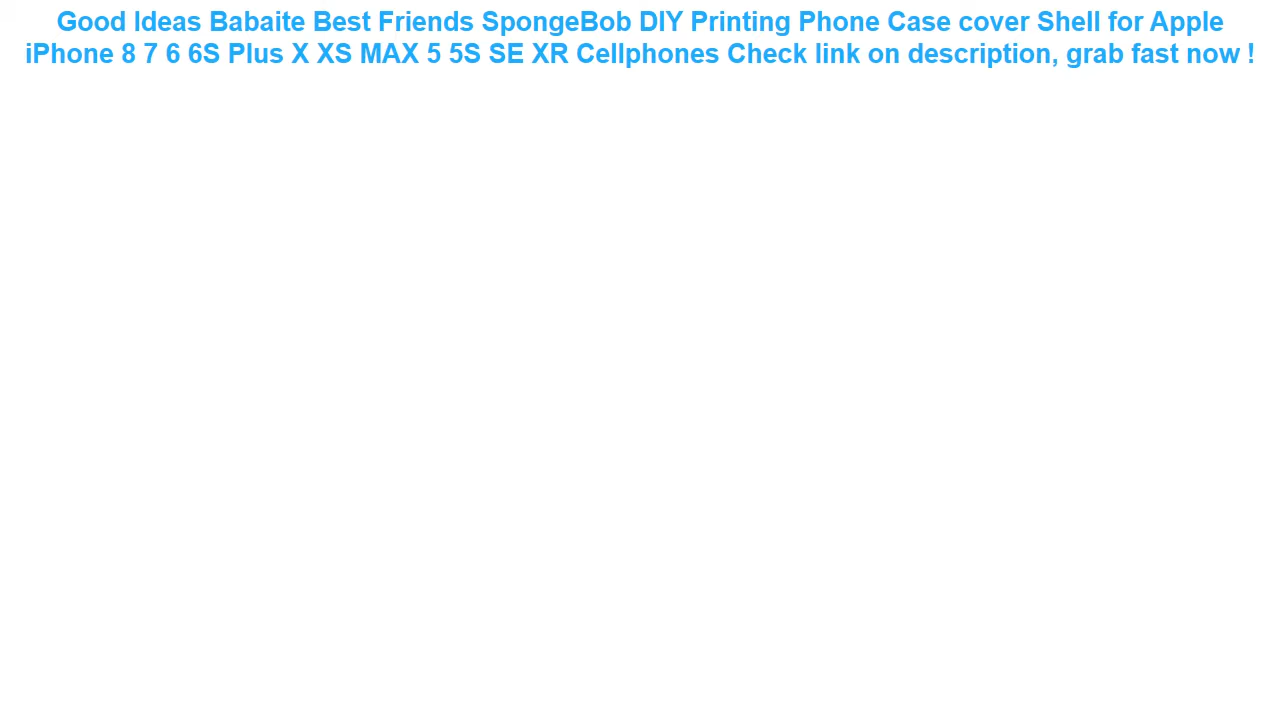 Good Ideas Babaite Best Friends SpongeBob DIY Printing Phone Case cover Shell for Apple
iPhone 8 7 6 6S Plus X XS MAX 5 5S SE XR Cellphones Check link on description, grab fast now !